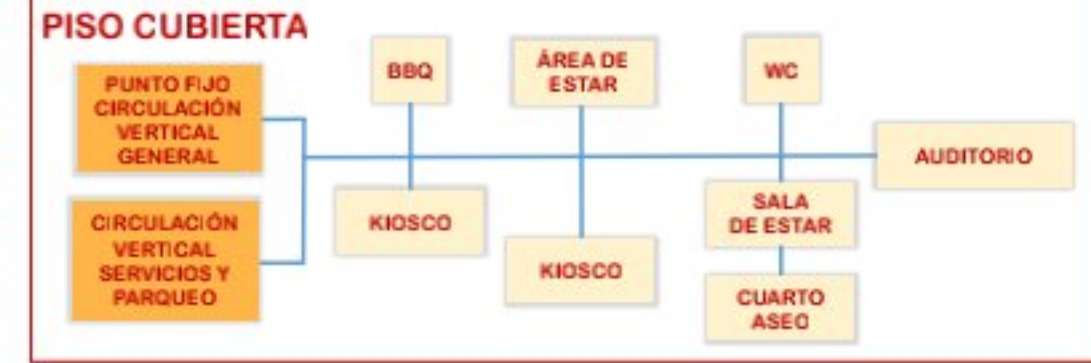 PISO CUBIERTA
PUNTO FIJO
CIRCULACIÓN
VERTICAL
GENERAL
BBQ
ÁREA DE
ESTAR
WC
AUDITORIO
CIRCULACIÓN
VERTICAL
SERVICIOS Y
PARQUEO
KIOSCO
KIOSCO
SALA
DE ESTAR
CUARTO
ASEO